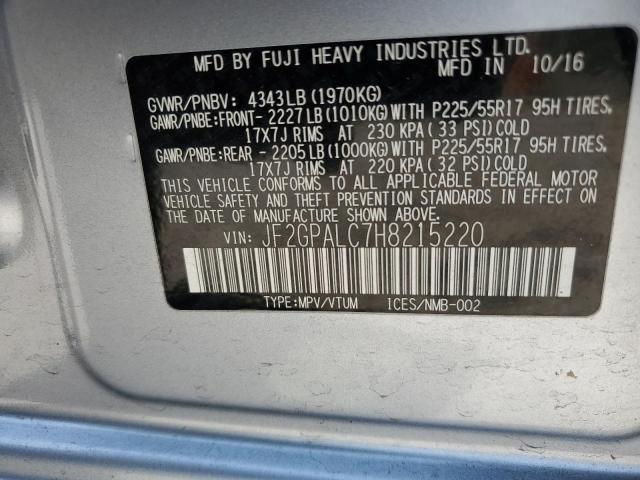 MFD BY FUJI HEAVY INDUSTRIES LTD.
MFD IN 10/16
GVWR/PNBV: 4343LB(1970KG)
GAWR/PNBE:FRONT- 2227LB(1010KG)WITH P225/55R17 95H TIRES,
17X7J RIMS AT 230 KPA( 33 PSI)COLD
GAWR/PNBE:REAR - 2205LB(1000KG)WITH P225/55R17 95H TIRES,
17X7J RIMS AT 220 KPA( 32 PSI)COLD
THIS VEHICLE CONFORMS TO ALL APPLICABLE FEDERAL MOTOR
VEHICLE SAFETY AND THEFT PREVENTION STANDARDS IN EFFECT ON
THE DATE OF MANUFACTURE SHOWN ABOVE.
VIN: JF2GPALC7H8215220
TYPE:MPV/VTUM ICES/NMB-002